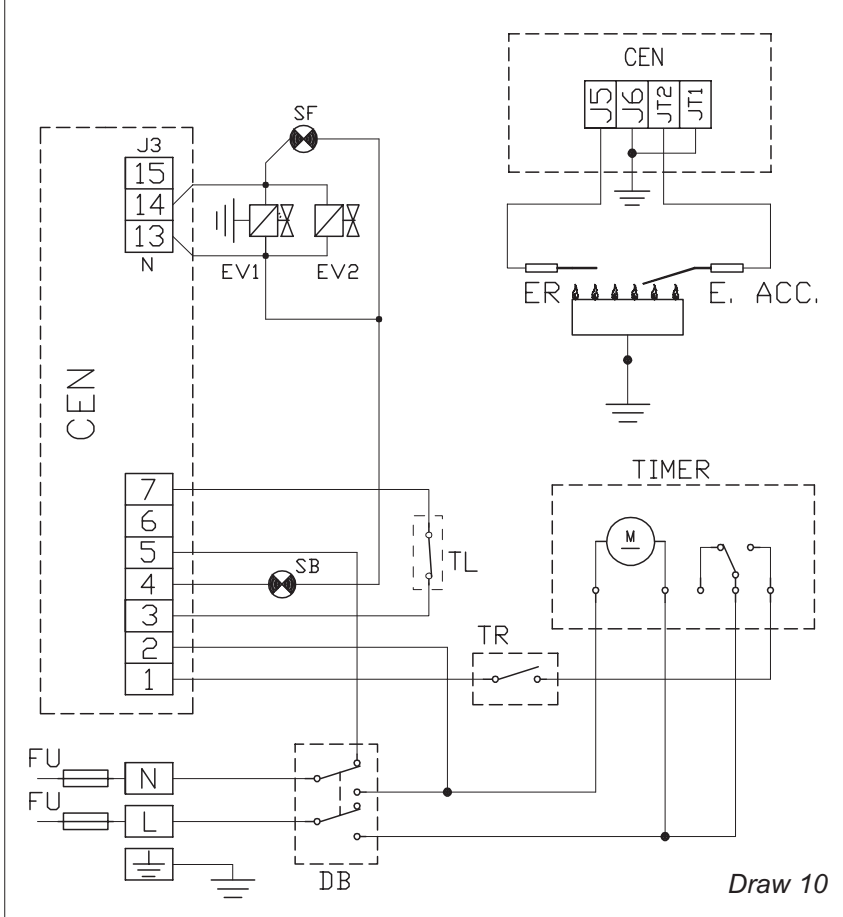 CEN
J5 J6 JT2 JT1
SF
J3
15
14
13
N
EV1 EV2
ER E. ACC.
CEN
TIMER
M
7
6
5
4
3
2
1
SB
TL
TR
FU N
FU L
DB
Draw 10